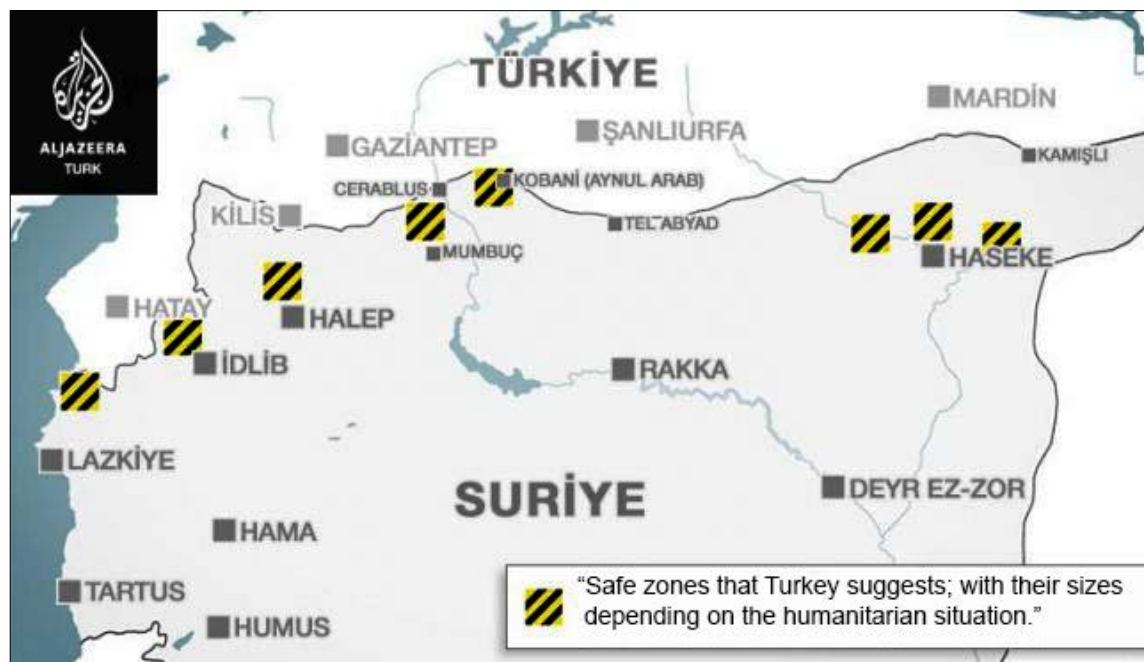 ALJAZEERA
TURK
TÜRKİYE
MARDİN
ŞANLIURFA
GAZİANTEP
KAMIŞLI
CERABLUS
KOBANİ (AYNUL ARAB)
KİLİS
TEL ABYAD
MUMBUÇ
HASEKE
HATAY
HALEP
İDLİB
RAKKA
LAZKİYE
SURİYE
DEYR EZ-ZOR
HAMA
TARTUS
HUMUS
“Safe zones that Turkey suggests; with their sizes
depending on the humanitarian situation.”